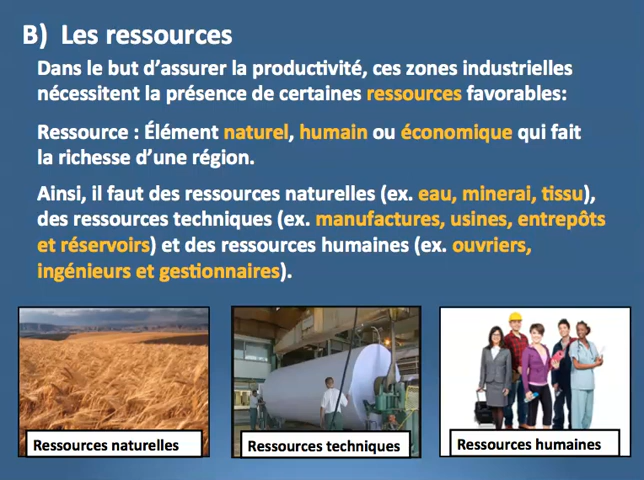 B) Les ressources
Dans le but d'assurer la productivité, ces zones industrielles
nécessitent la présence de certaines ressources favorables:
Ressource : Élément naturel, humain ou économique qui fait
la richesse d'une région.
Ainsi, il faut des ressources naturelles (ex. eau, minerai, tissu),
des ressources techniques (ex. manufactures, usines, entrepôts
et réservoirs) et des ressources humaines (ex. ouvriers,
ingénieurs et gestionnaires).
Ressources naturelles
Ressources techniques
Ressources humaines